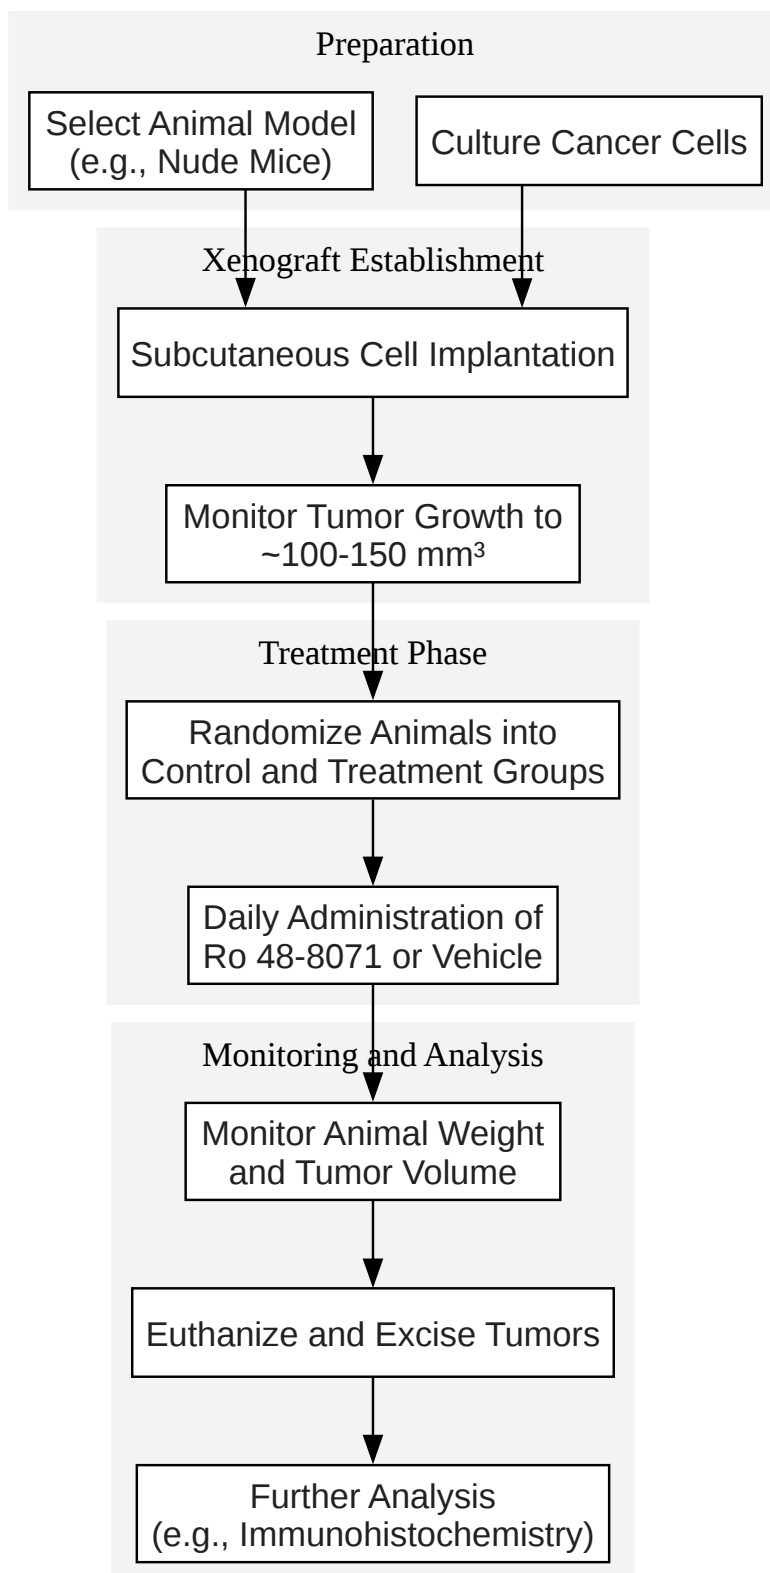 Preparation
Select Animal Model
(e.g., Nude Mice)
Culture Cancer Cells
Xenograft Establishment
Subcutaneous Cell Implantation
Monitor Tumor Growth to
~100-150 mm³
Treatment Phase
Randomize Animals into
Control and Treatment Groups
Daily Administration of
Ro 48-8071 or Vehicle
Monitoring and Analysis
Monitor Animal Weight
and Tumor Volume
Euthanize and Excise Tumors
Further Analysis
(e.g., Immunohistochemistry)